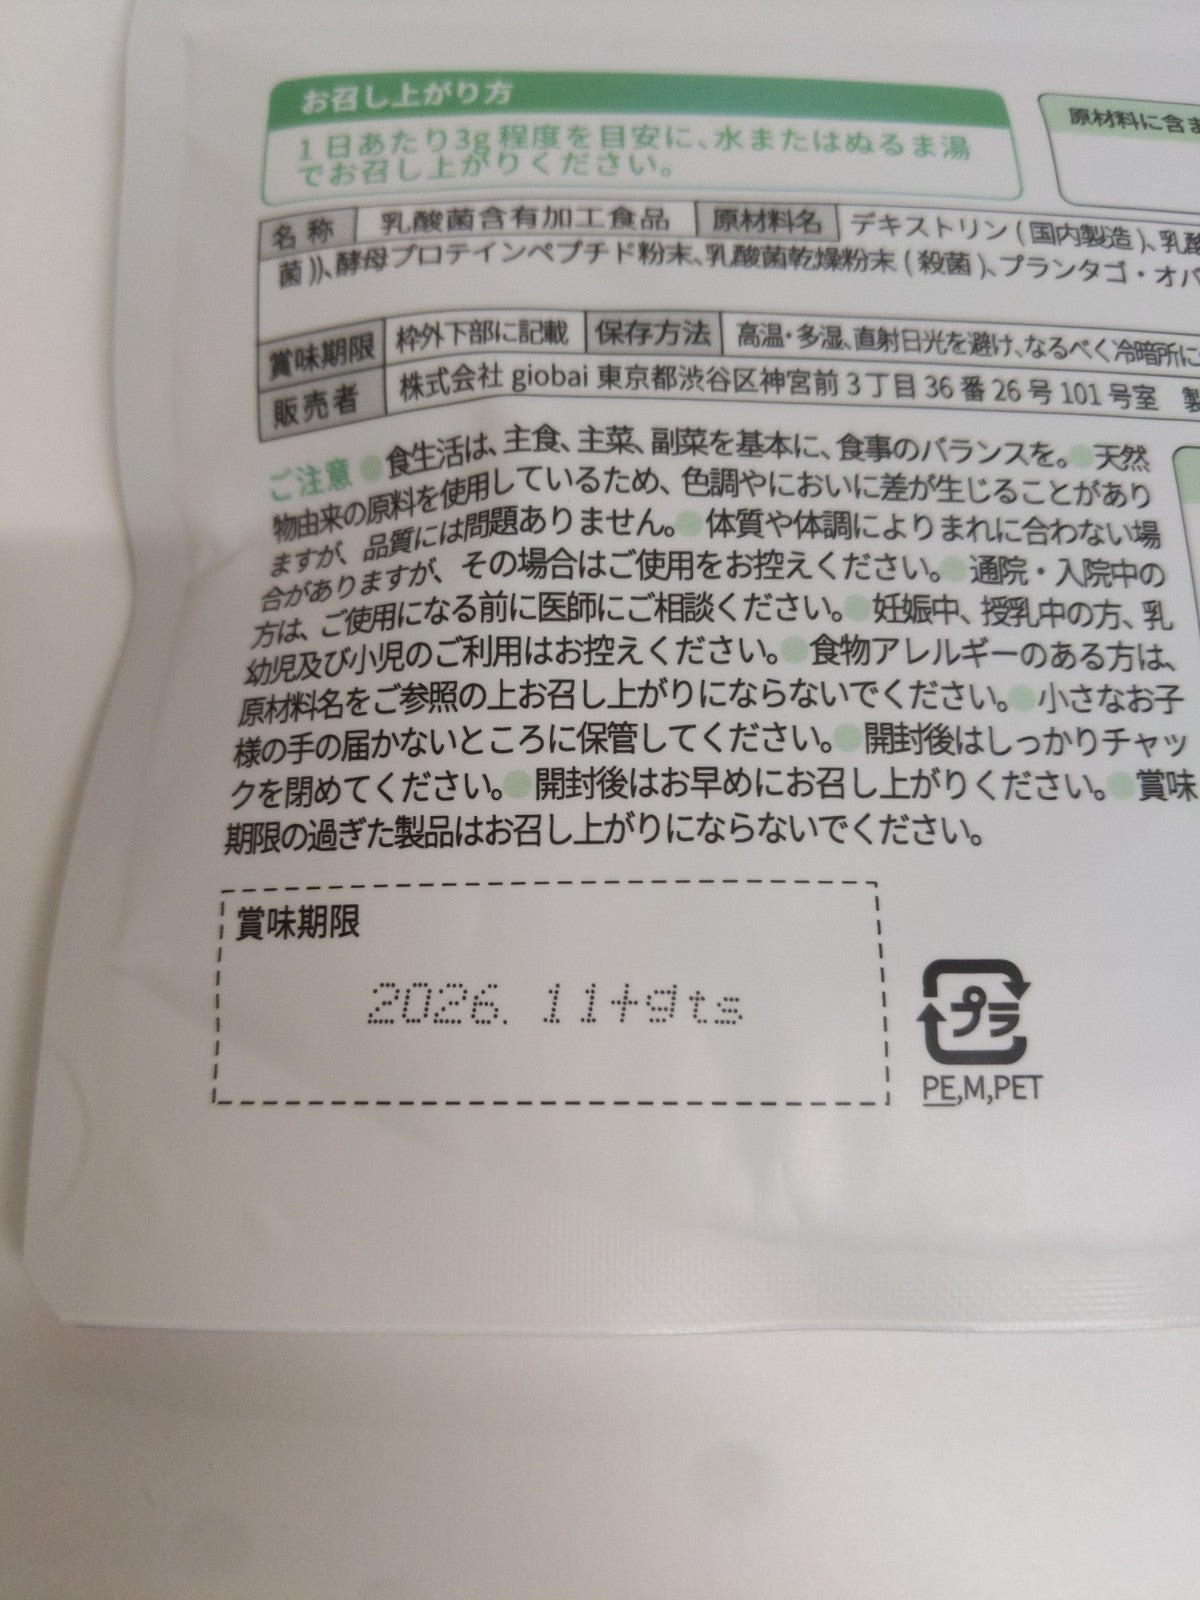 お召し上がり方
1日あたり3g程度を目安に、水またはぬるま湯
でお召し上がりください。
原材料に含ま
名称 乳酸菌含有加工食品 原材料名 デキストリン(国内製造)、乳酸
菌))、酵母プロテインペプチド粉末、乳酸菌乾燥粉末(殺菌)、プランタゴ・オバ
賞味期限 枠外下部に記載 保存方法 高温・多湿、直射日光を避け、なるべく冷暗所に
販売者 株式会社 giobai 東京都渋谷区神宮前3丁目36番26号101号室 製
ご注意 ●食生活は、主食、主菜、副菜を基本に、食事のバランスを。●天然
物由来の原料を使用しているため、色調やにおいに差が生じることがあり
ますが、品質には問題ありません。●体質や体調によりまれに合わない場
合がありますが、その場合はご使用をお控えください。●通院・入院中の
方は、ご使用になる前に医師にご相談ください。●妊娠中、授乳中の方、乳
幼児及び小児のご利用はお控えください。●食物アレルギーのある方は、
原材料名をご参照の上お召し上がりにならないでください。●小さなお子
様の手の届かないところに保管してください。●開封後はしっかりチャッ
クを閉めてください。●開封後はお早めにお召し上がりください。●賞味
期限の過ぎた製品はお召し上がりにならないでください。
賞味期限
2026. 11+gts
プラ
PE,M,PET